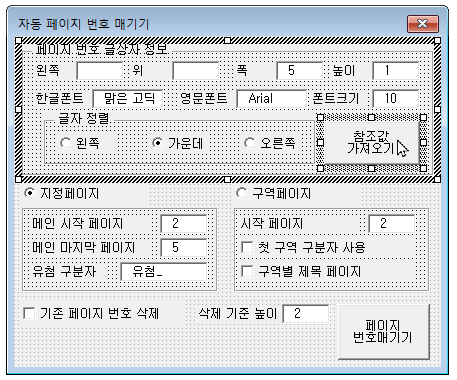 자동 페이지 번호 매기기
페이지 번호 글상자 정보
왼쪽 위 폭 5 높이 1
한글폰트 맑은 고딕 영문폰트 Arial 폰트크기 10
글자 정렬
왼쪽 가운데 오른쪽
참조값
가져오기
지정페이지 구역페이지
메인 시작 페이지 2 시작 페이지 2
메인 마지막 페이지 5 첫 구역 구분자 사용
유첨 구분자 유첨_ 구역별 제목 페이지
기존 페이지 번호 삭제 삭제 기준 높이 2
페이지
번호매기기